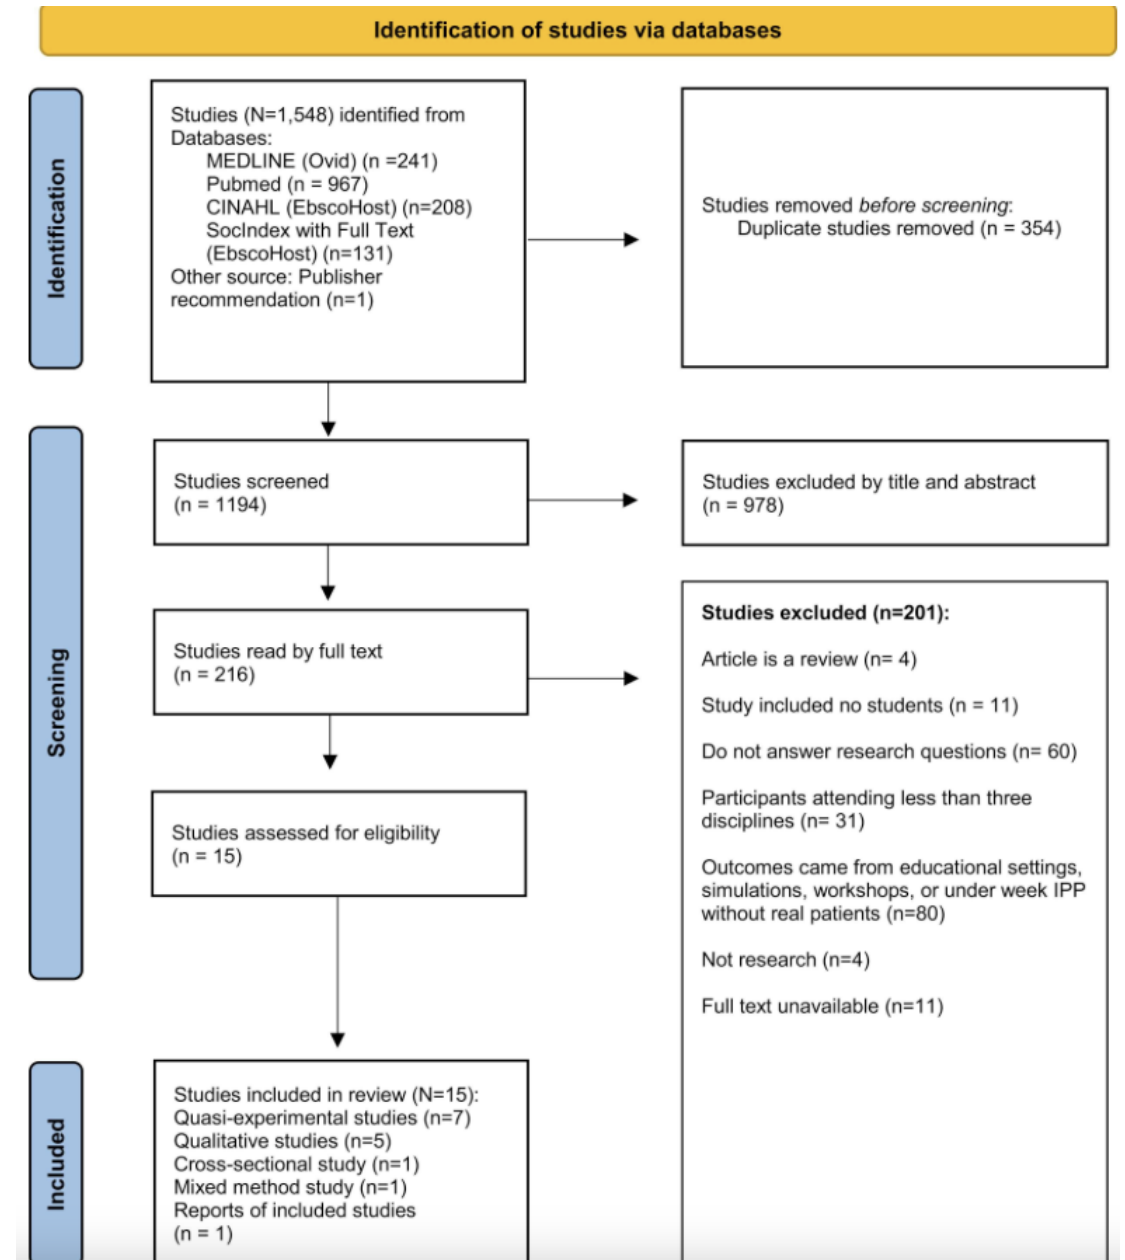 Identification of studies via databases
Identification
Studies (N=1,548) identified from
Databases:
MEDLINE (Ovid) (n =241)
Pubmed (n = 967)
CINAHL (EbscoHost) (n=208)
SocIndex with Full Text
(EbscoHost) (n=131)
Other source: Publisher
recommendation (n=1)
Studies removed before screening:
Duplicate studies removed (n = 354)
Screening
Studies screened
(n = 1194)
Studies excluded by title and abstract
(n = 978)
Studies read by full text
(n = 216)
Studies excluded (n=201):
Article is a review (n= 4)
Study included no students (n = 11)
Do not answer research questions (n= 60)
Participants attending less than three
disciplines (n= 31)
Outcomes came from educational settings,
simulations, workshops, or under week IPP
without real patients (n=80)
Not research (n=4)
Full text unavailable (n=11)
Studies assessed for eligibility
(n = 15)
Included
Studies included in review (N=15):
Quasi-experimental studies (n=7)
Qualitative studies (n=5)
Cross-sectional study (n=1)
Mixed method study (n=1)
Reports of included studies
(n = 1)